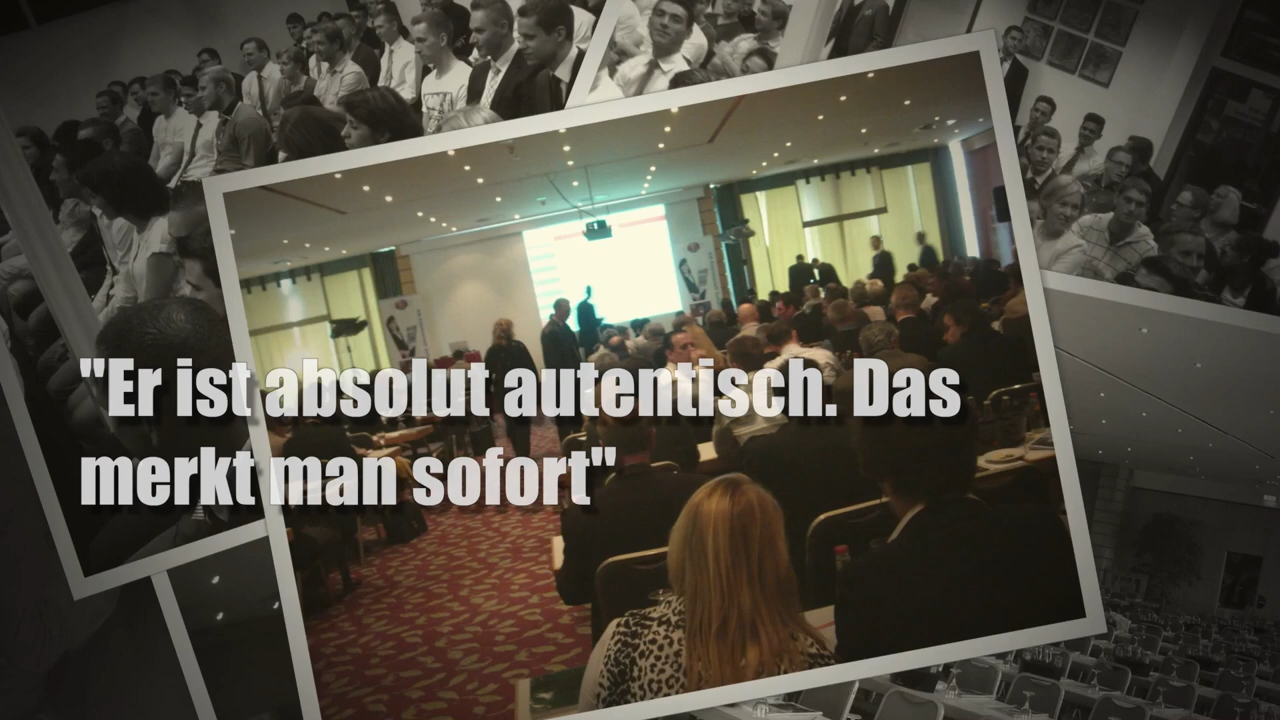 "Er ist absolut autentisch. Das
merkt man sofort"